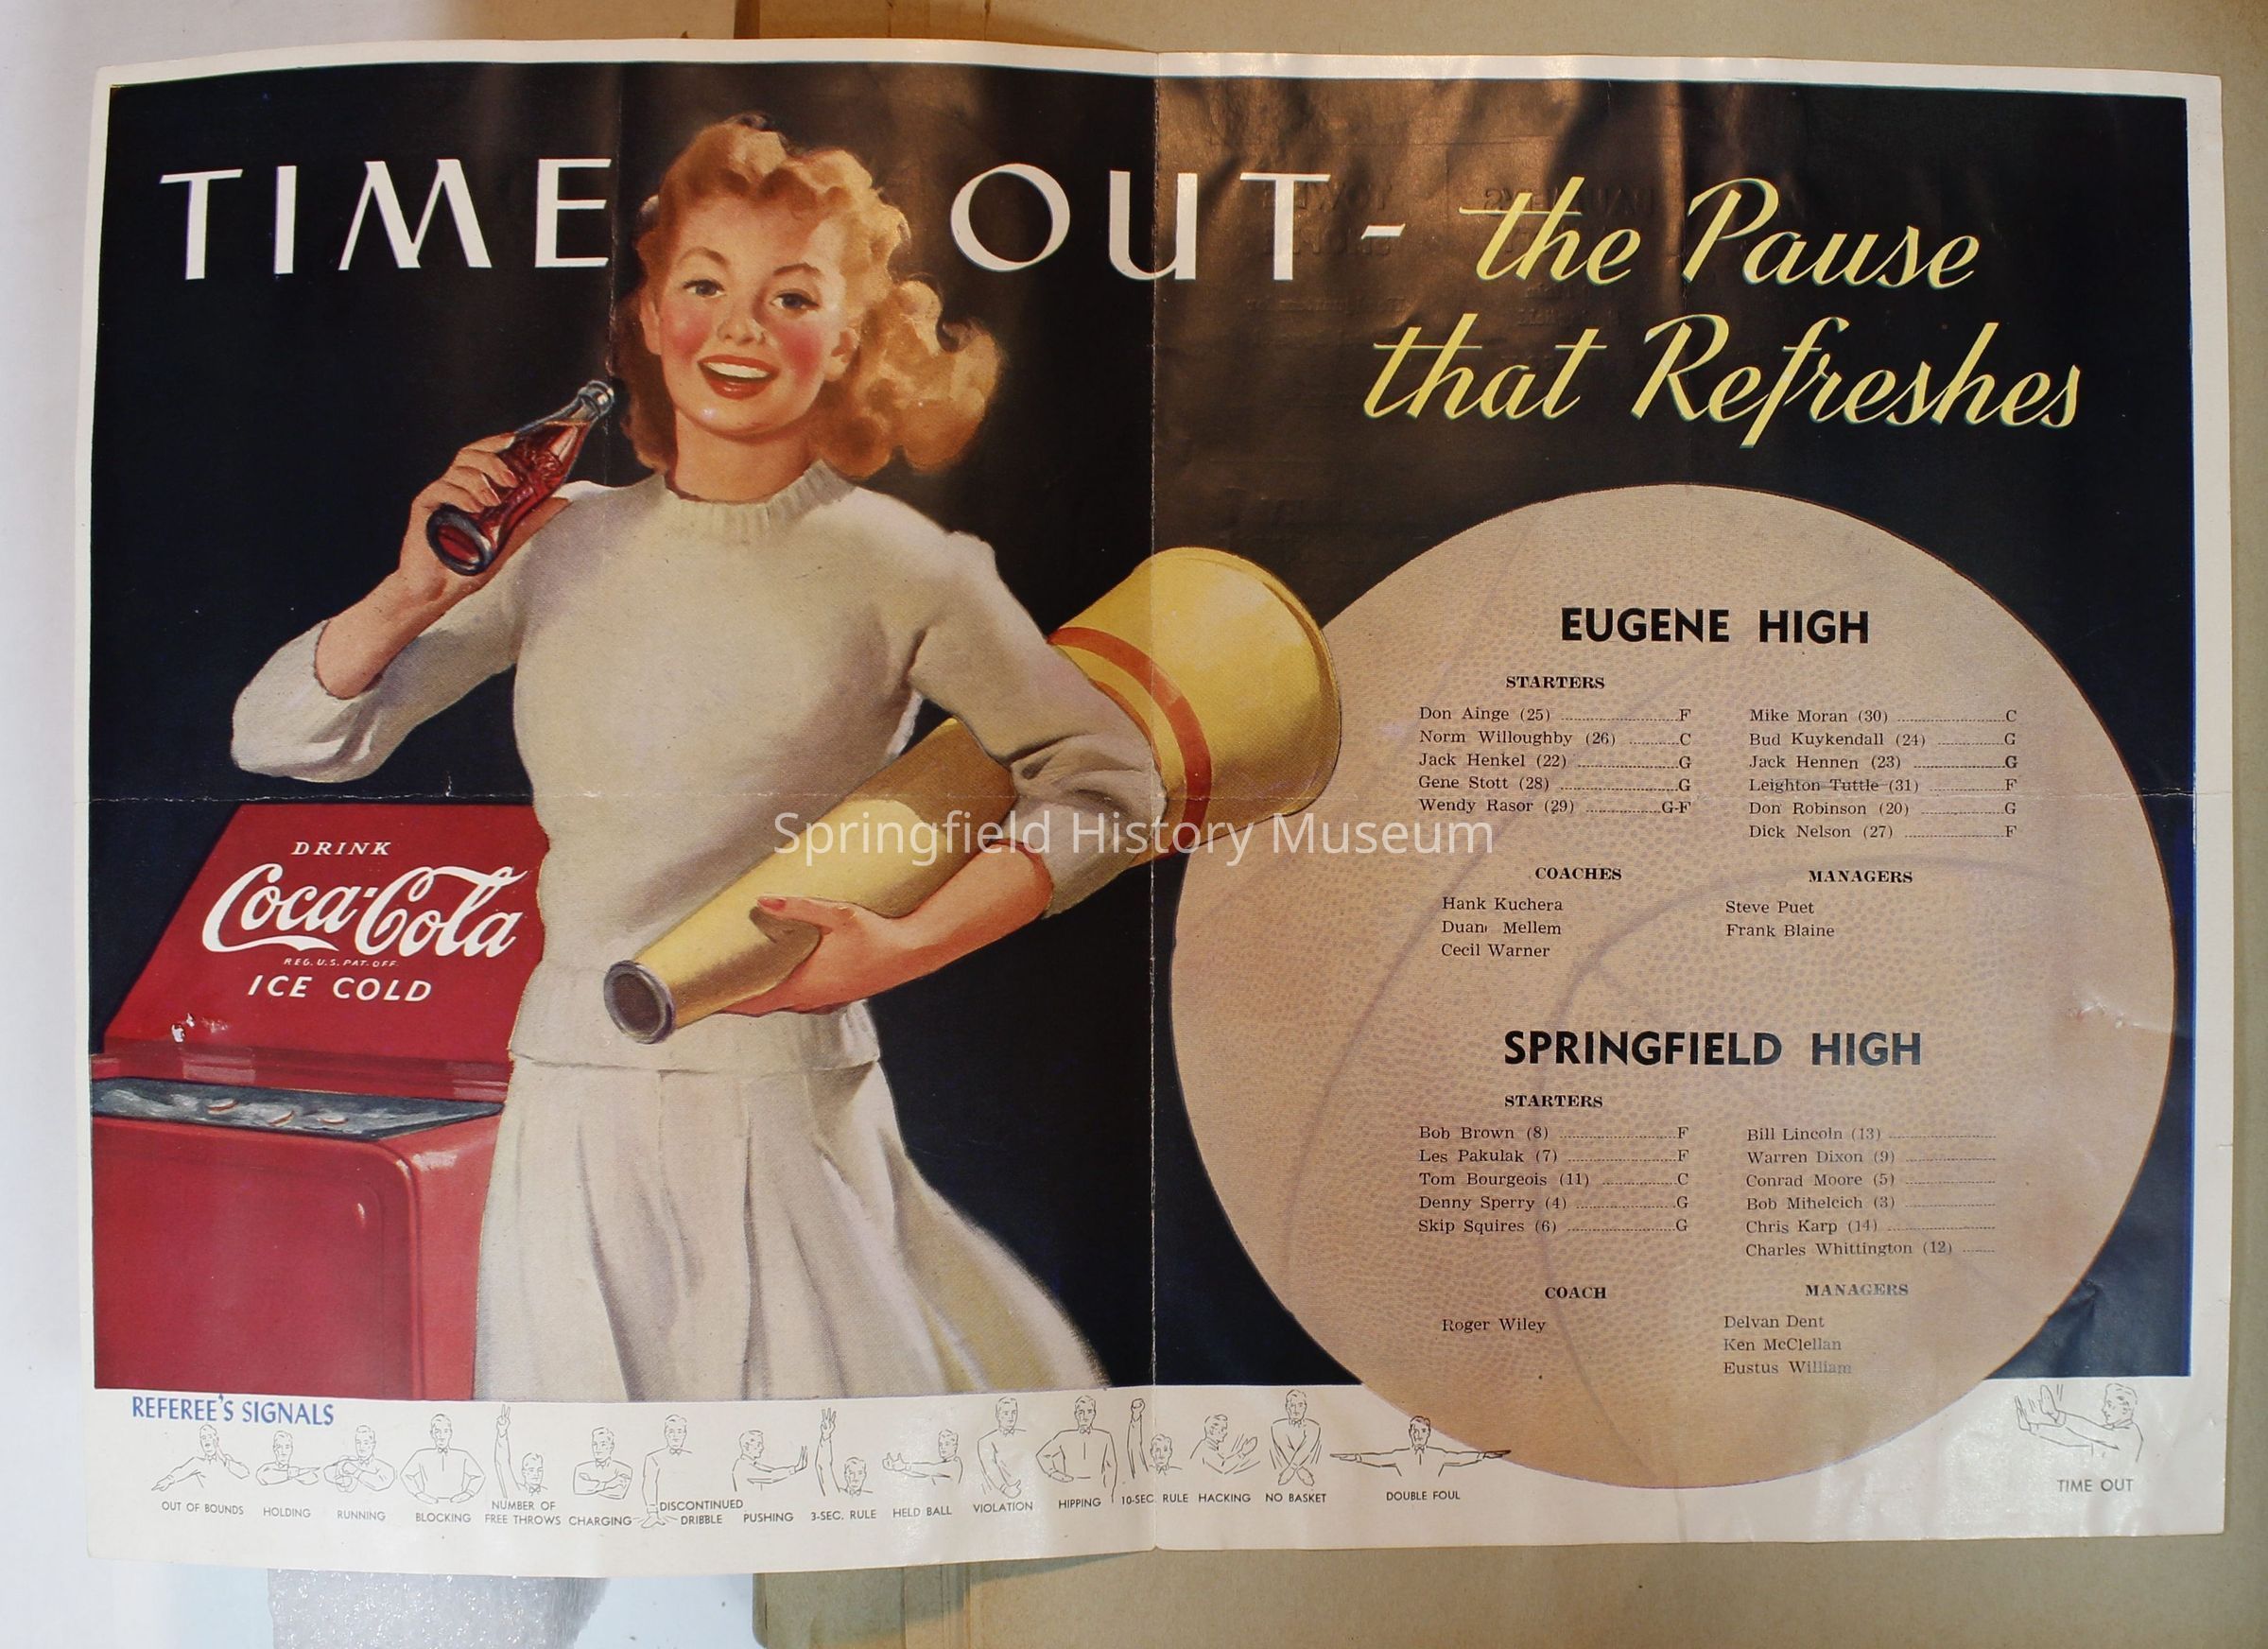 TIME OUT - the Pause
that Refreshes
DRINK
Coca-Cola
REG. U.S. PAT. OFF.
ICE COLD
EUGENE HIGH
STARTERS
Don Ainge (25) F
Norm Willoughby (26) C
Jack Henkel (22) G
Gene Stott (28) G
Wendy Rasor (29) G-F
Mike Moran (30) C
Bud Kuykendall (24) G
Jack Hennen (23) G
Leighton Tuttle (31) F
Don Robinson (20) G
Dick Nelson (27) F
COACHES
Hank Kuchera
Duan Mellem
Cecil Warner
MANAGERS
Steve Puet
Frank Blaine
SPRINGFIELD HIGH
STARTERS
Bob Brown (8) F
Les Pakulak (7) F
Tom Bourgeois (11) C
Denny Sperry (4) G
Skip Squires (6) G
Bill Lincoln (13)
Warren Dixon (9)
Conrad Moore (5)
Bob Mihelcich (3)
Chris Karp (14)
Charles Whittington (12)
COACH
Roger Wiley
MANAGERS
Delvan Dent
Ken McClellan
Eustus William
REFEREE'S SIGNALS
OUT OF BOUNDS
HOLDING
RUNNING
BLOCKING
NUMBER OF
FREE THROWS
CHARGING
DISCONTINUED
DRIBBLE
PUSHING
3-SEC. RULE
HELD BALL
VIOLATION
HIPPING
10-SEC. RULE
HACKING
NO BASKET
DOUBLE FOUL
TIME OUT
Springfield History Museum